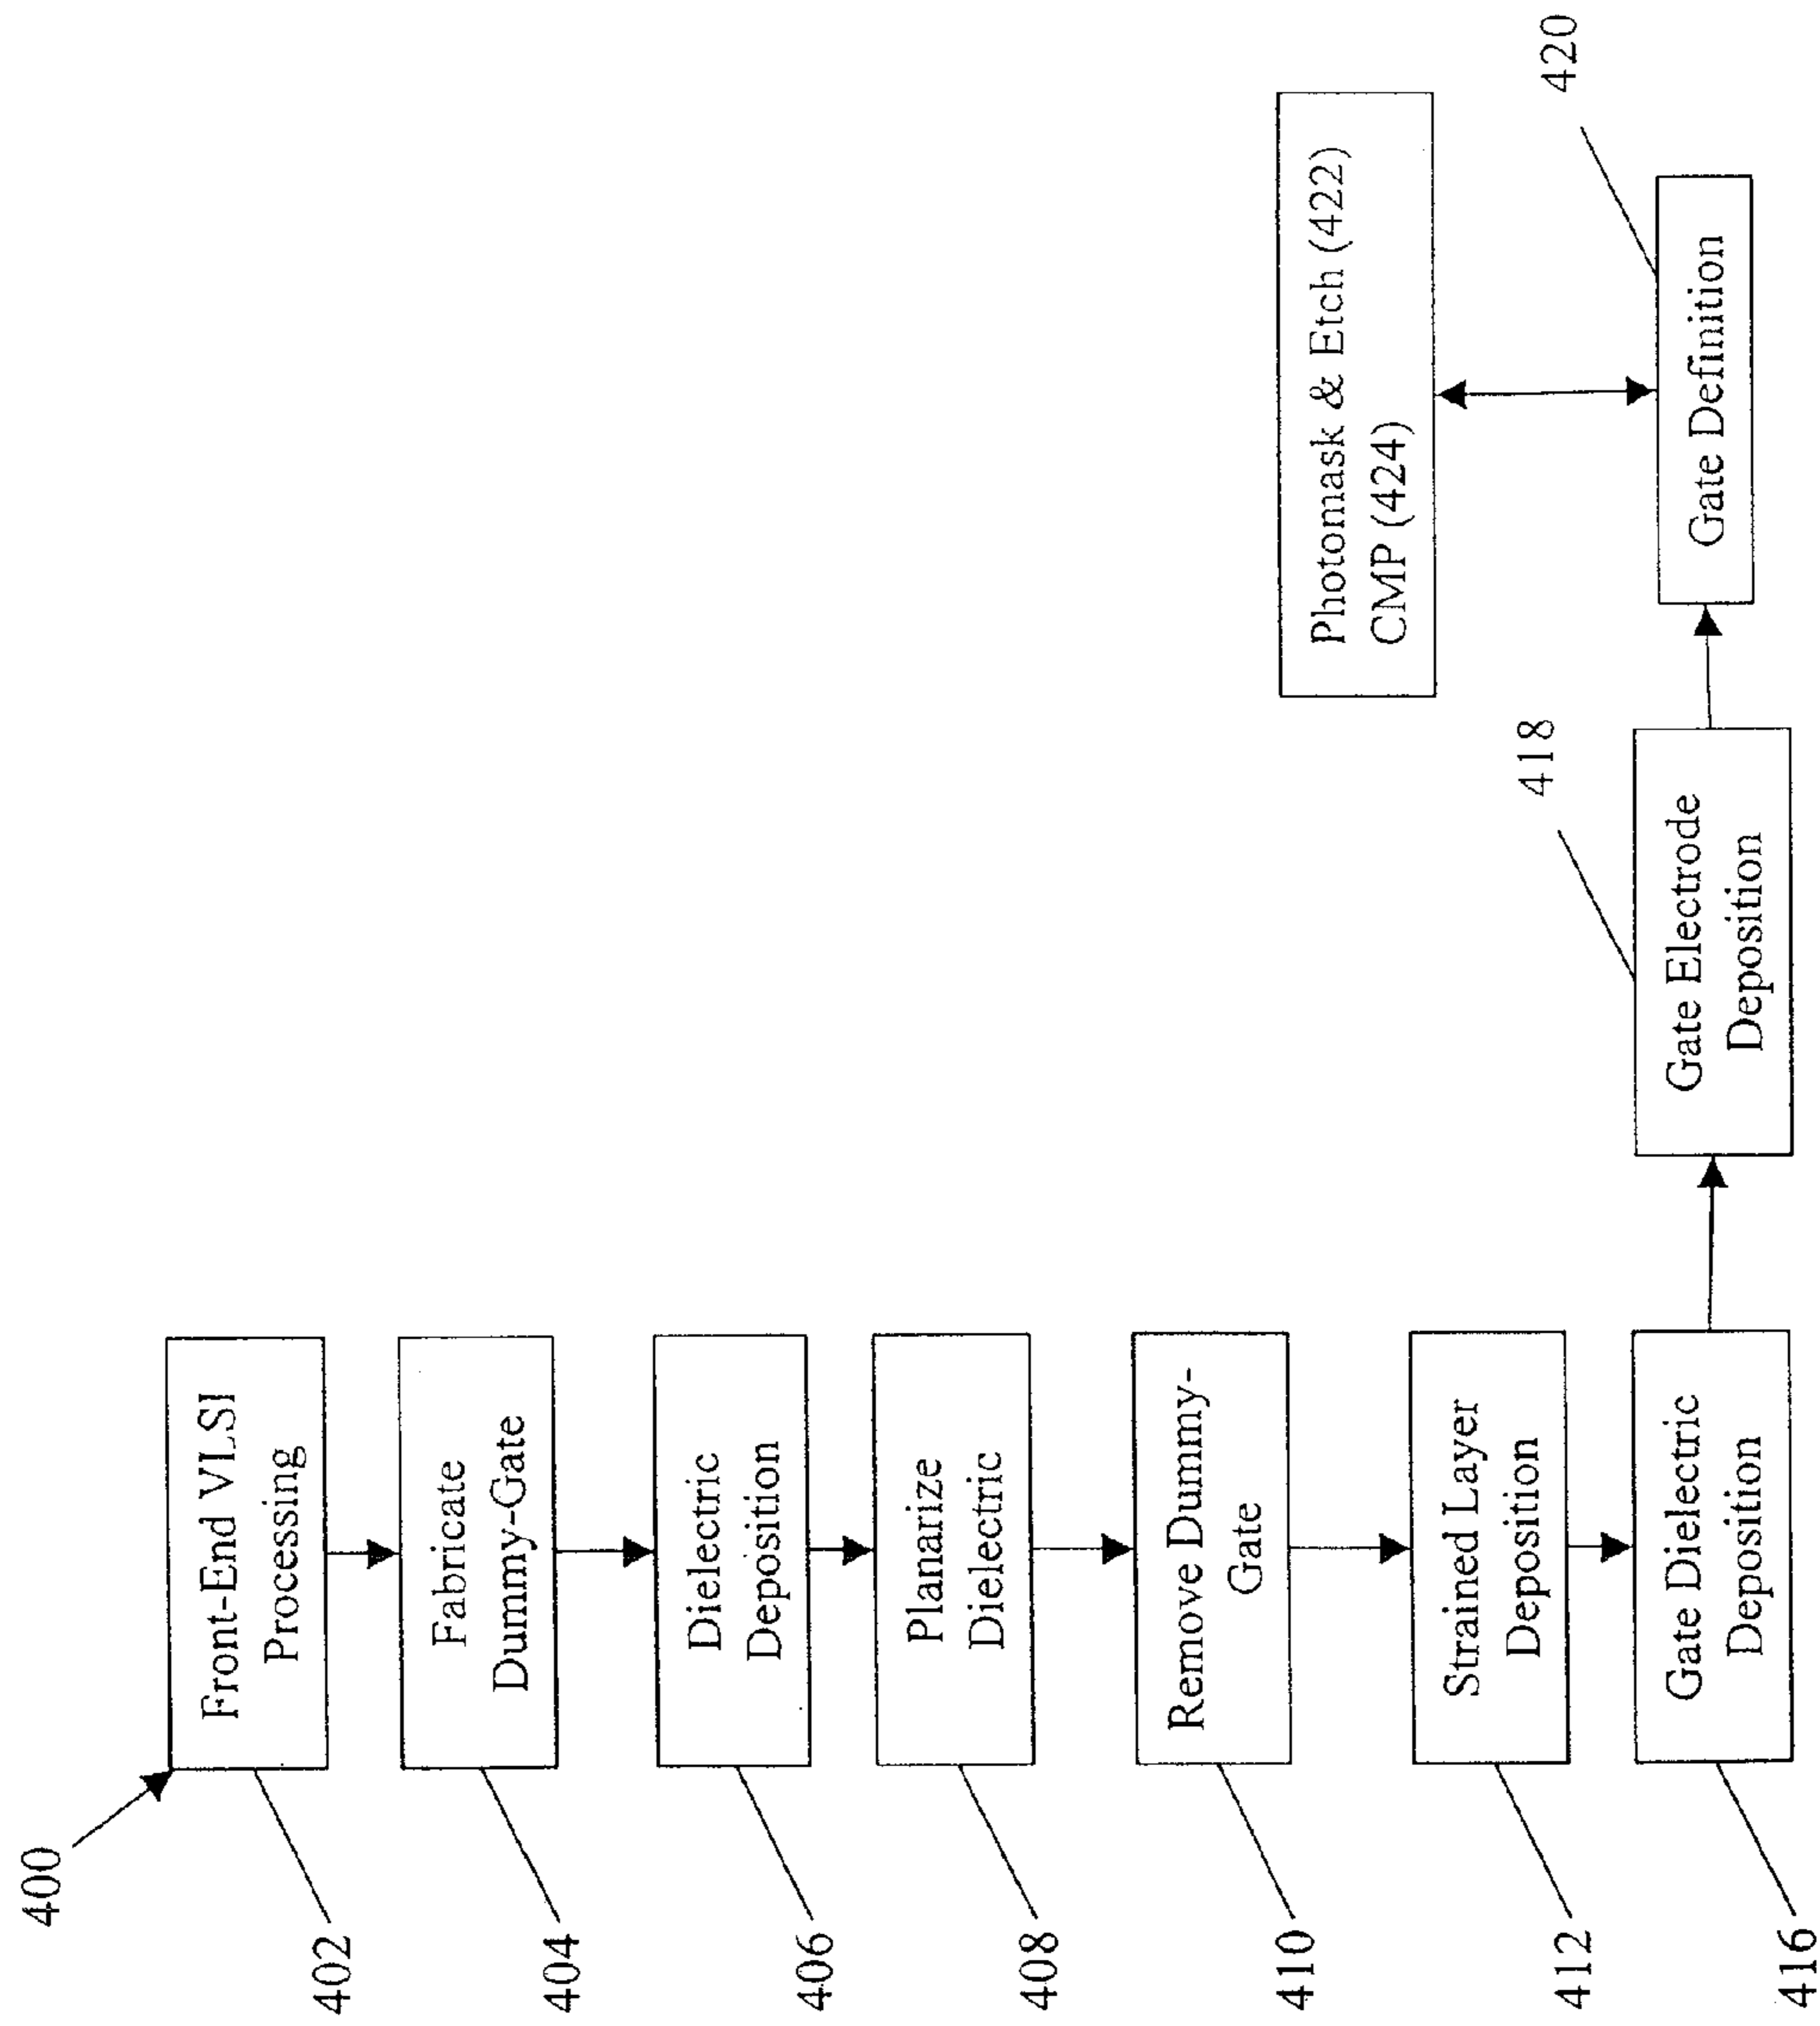 400
402
Front-End VLSI
Processing
404
Fabricate
Dummy-Gate
406
Dielectric
Deposition
408
Planarize
Dielectric
410
Remove Dummy-
Gate
412
Strained Layer
Deposition
416
Gate Dielectric
Deposition
418
Gate Electrode
Deposition
420
Gate Definition
Photomask & Etch (422)
CMP (424)